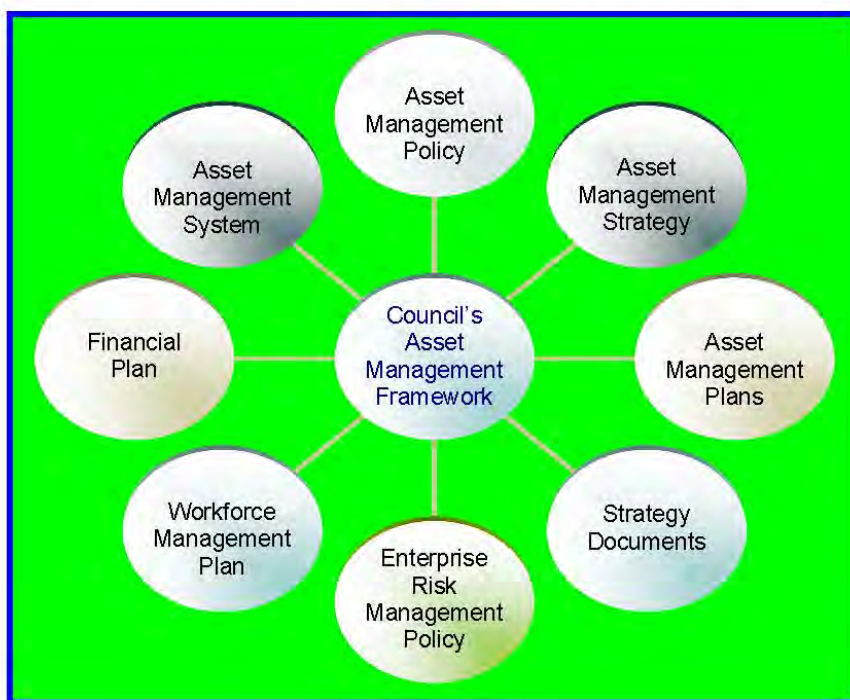 Asset
Management
Policy
Asset
Management
System
Asset
Management
Strategy
Financial
Plan
Council's
Asset
Management
Framework
Asset
Management
Plans
Workforce
Management
Plan
Strategy
Documents
Enterprise
Risk
Management
Policy